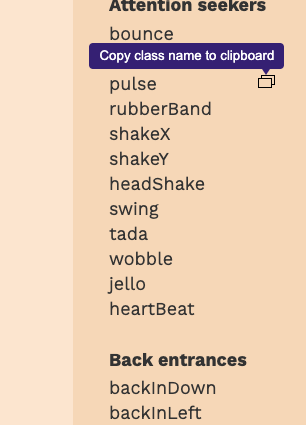 Attention seekers
bounce
Copy class name to clipboard
pulse
rubberBand
shakeX
shakeY
headShake
swing
tada
wobble
jello
heartBeat
Back entrances
backInDown
backInLeft